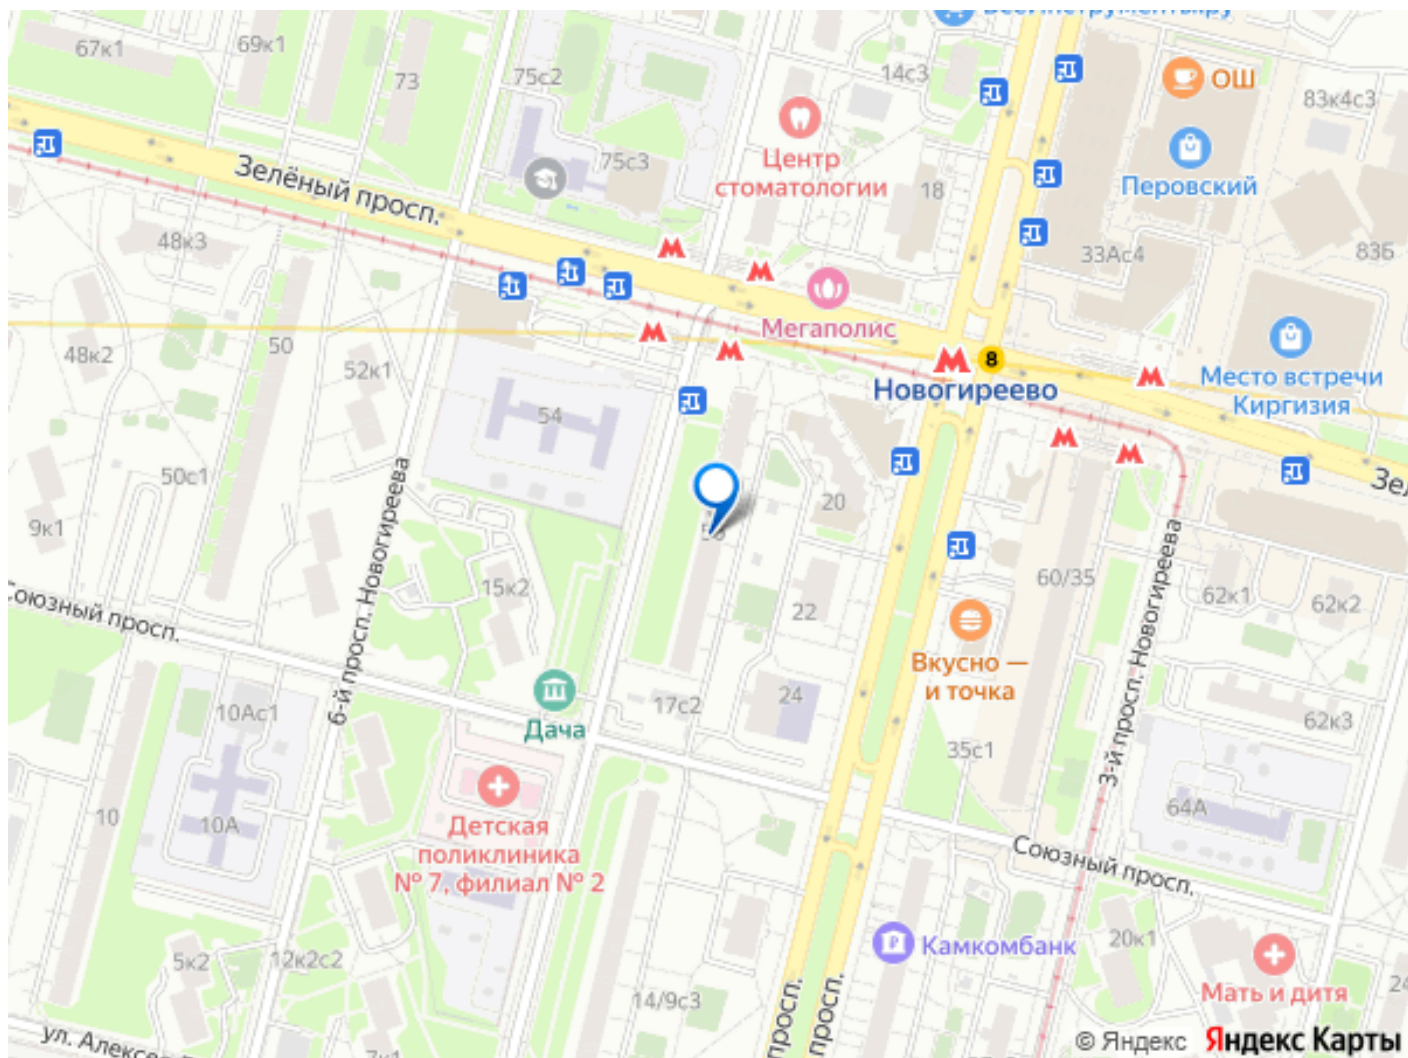 67к1
69к1
73
75с2
14с3
ОШ
83к4с3
Центр
стоматологии
75с3
18
Перовский
Зелёный просп.
48к3
33Ас4
83Б
Мегаполис
8
Новогиреево
Место встречи
Киргизия
50
48к2
52к1
54
50с1
9к1
20
60/35
62к1
62к2
15к2
22
Союзный просп.
6-й просп. Новогиреева
3-й просп. Новогиреева
Вкусно —
и точка
24
17с2
Дача
10Ас1
62к3
35с1
64А
10
10А
Детская
поликлиника
№ 7, филиал № 2
Союзный просп.
Камкомбанк
20к1
5к2
12к2с2
14/9с3
Мать и дитя
просп.
просп.
© Яндекс Яндекс Карты